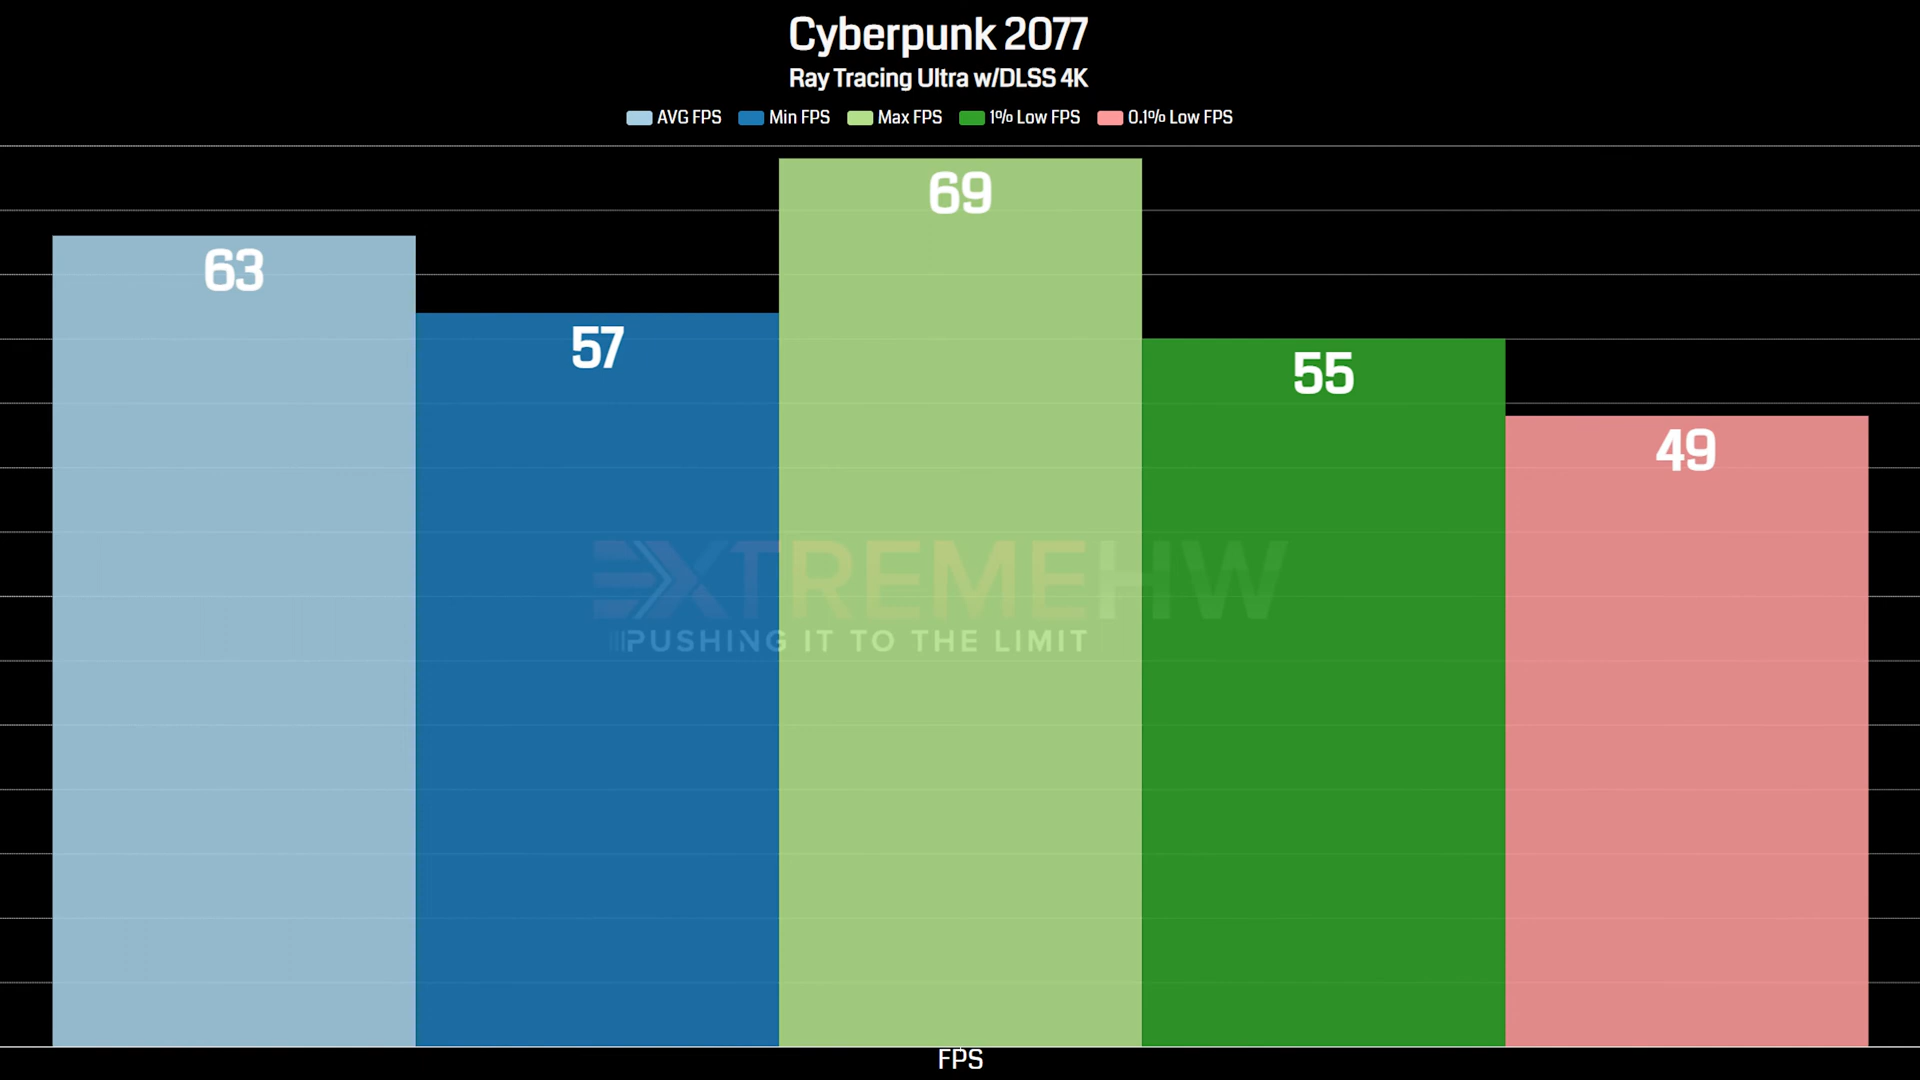 Cyberpunk 2077
Ray Tracing Ultra w/DLSS 4K
AVG FPS Min FPS Max FPS 1% Low FPS 0.1% Low FPS
69
63
57
55
49
EXTREMEHW
PUSHING IT TO THE LIMIT
FPS